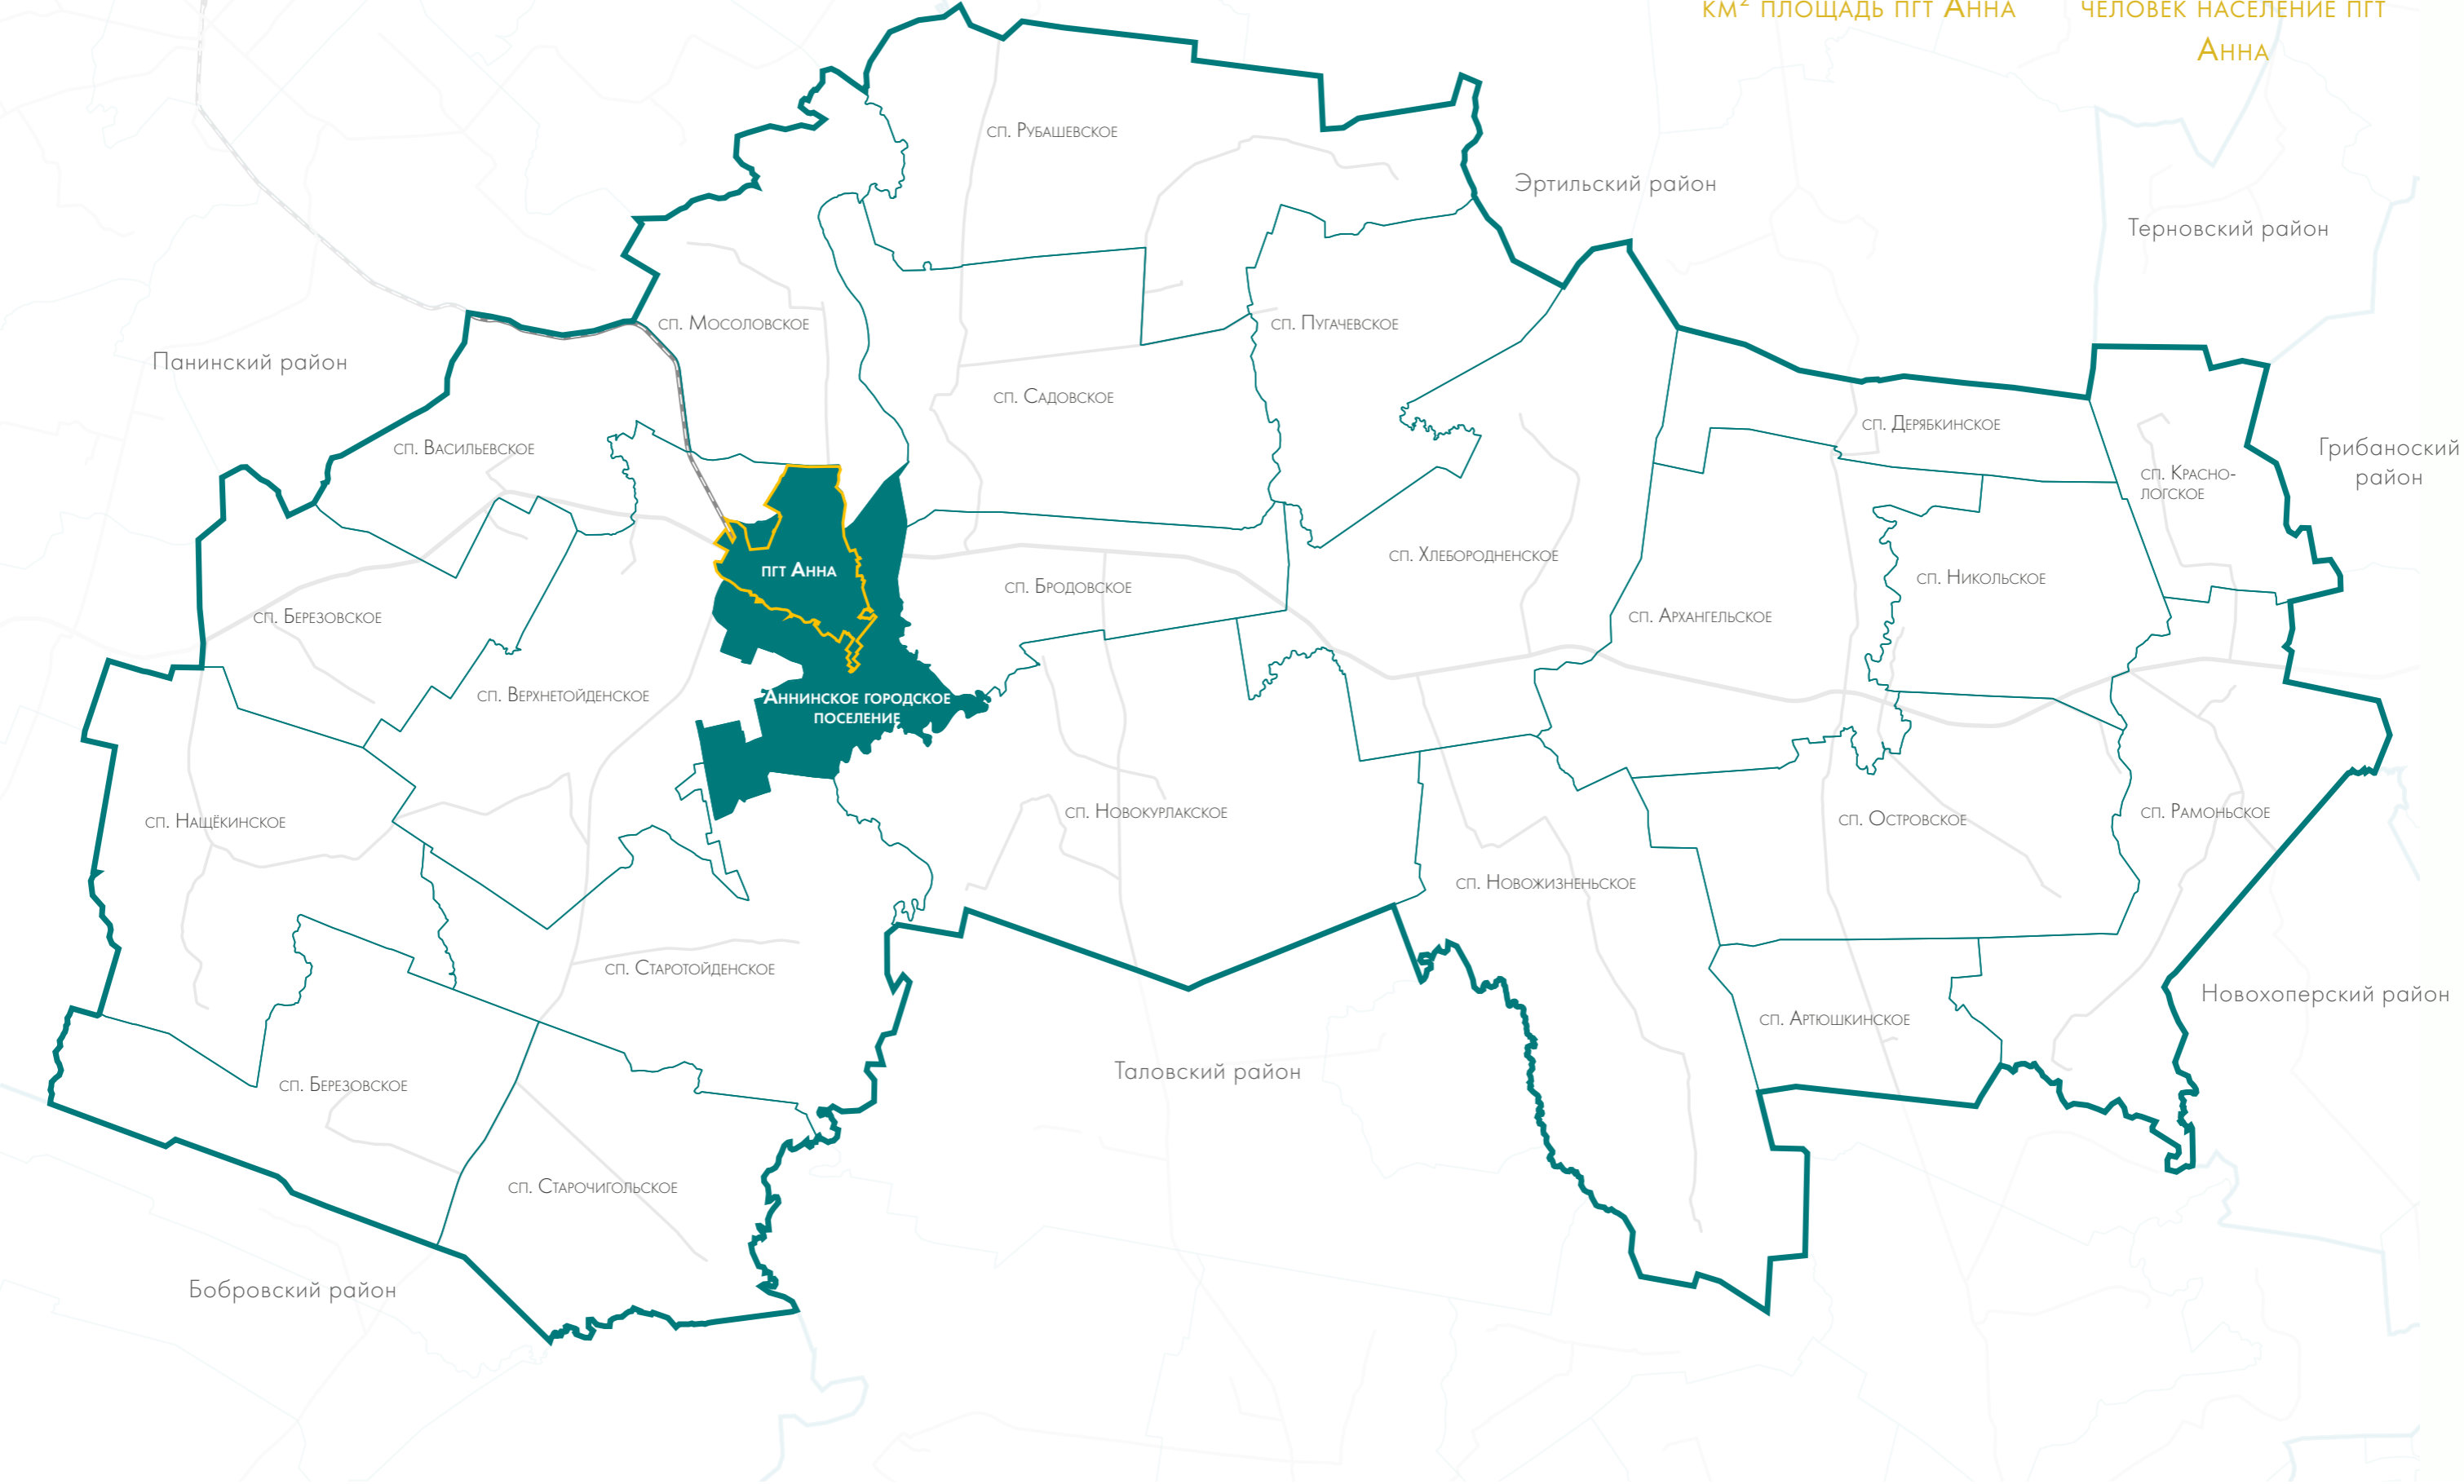 км² площадь пгт Анна
человек население пгт
Анна
сп. Рубашевское
Эртильский район
Терновский район
сп. Мосоловское
сп. Пугачевское
Панинский район
сп. Садовское
сп. Дерябкинское
сп. Васильевское
Грибаноский
район
сп. Красно-
логское
сп. Хлебородненское
пгт Анна
сп. Никольское
сп. Бродовское
сп. Березовское
сп. Архангельское
сп. Верхнетойденское
Аннинское городское
поселение
сп. Новокурлакское
сп. Рамоньское
сп. Островское
сп. Нащёкинское
сп. Новожизненьское
сп. Старотойденское
Новохоперский район
сп. Артюшкинское
Таловский район
сп. Березовское
сп. Старочигольское
Бобровский район